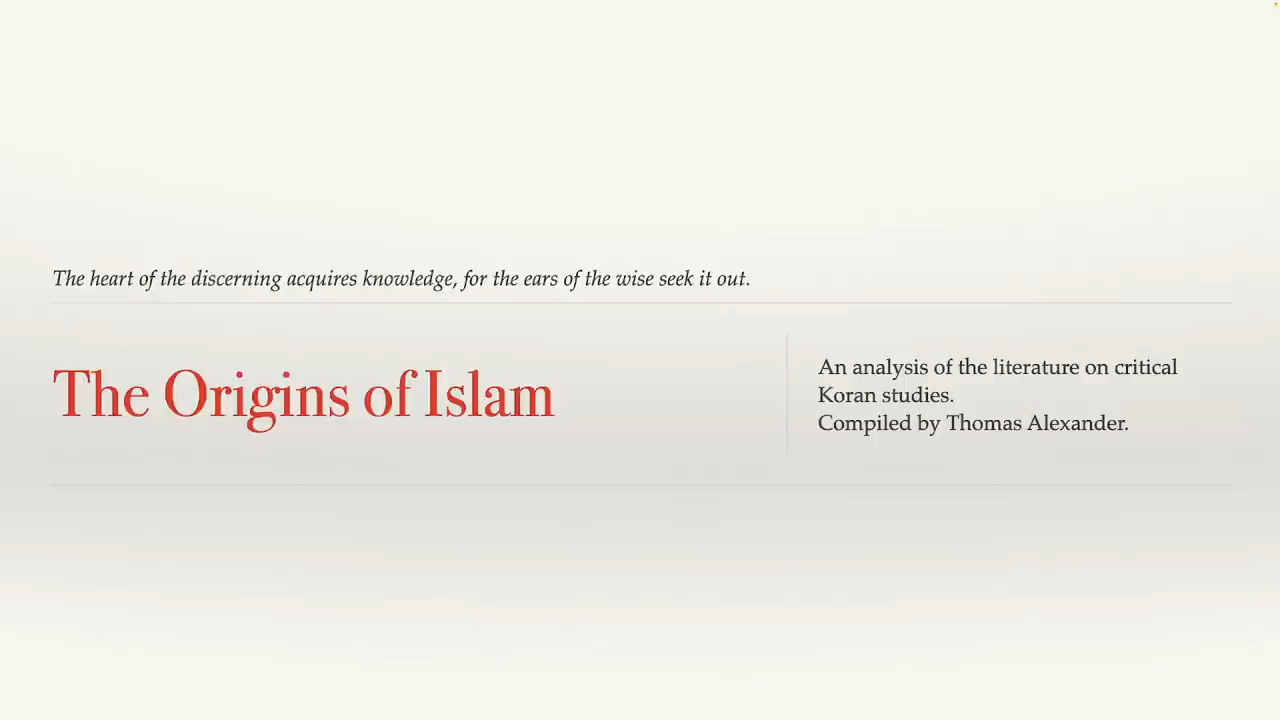 The heart of the discerning acquires knowledge, for the ears of the wise seek it out.
The Origins of Islam
An analysis of the literature on critical
Koran studies.
Compiled by Thomas Alexander.